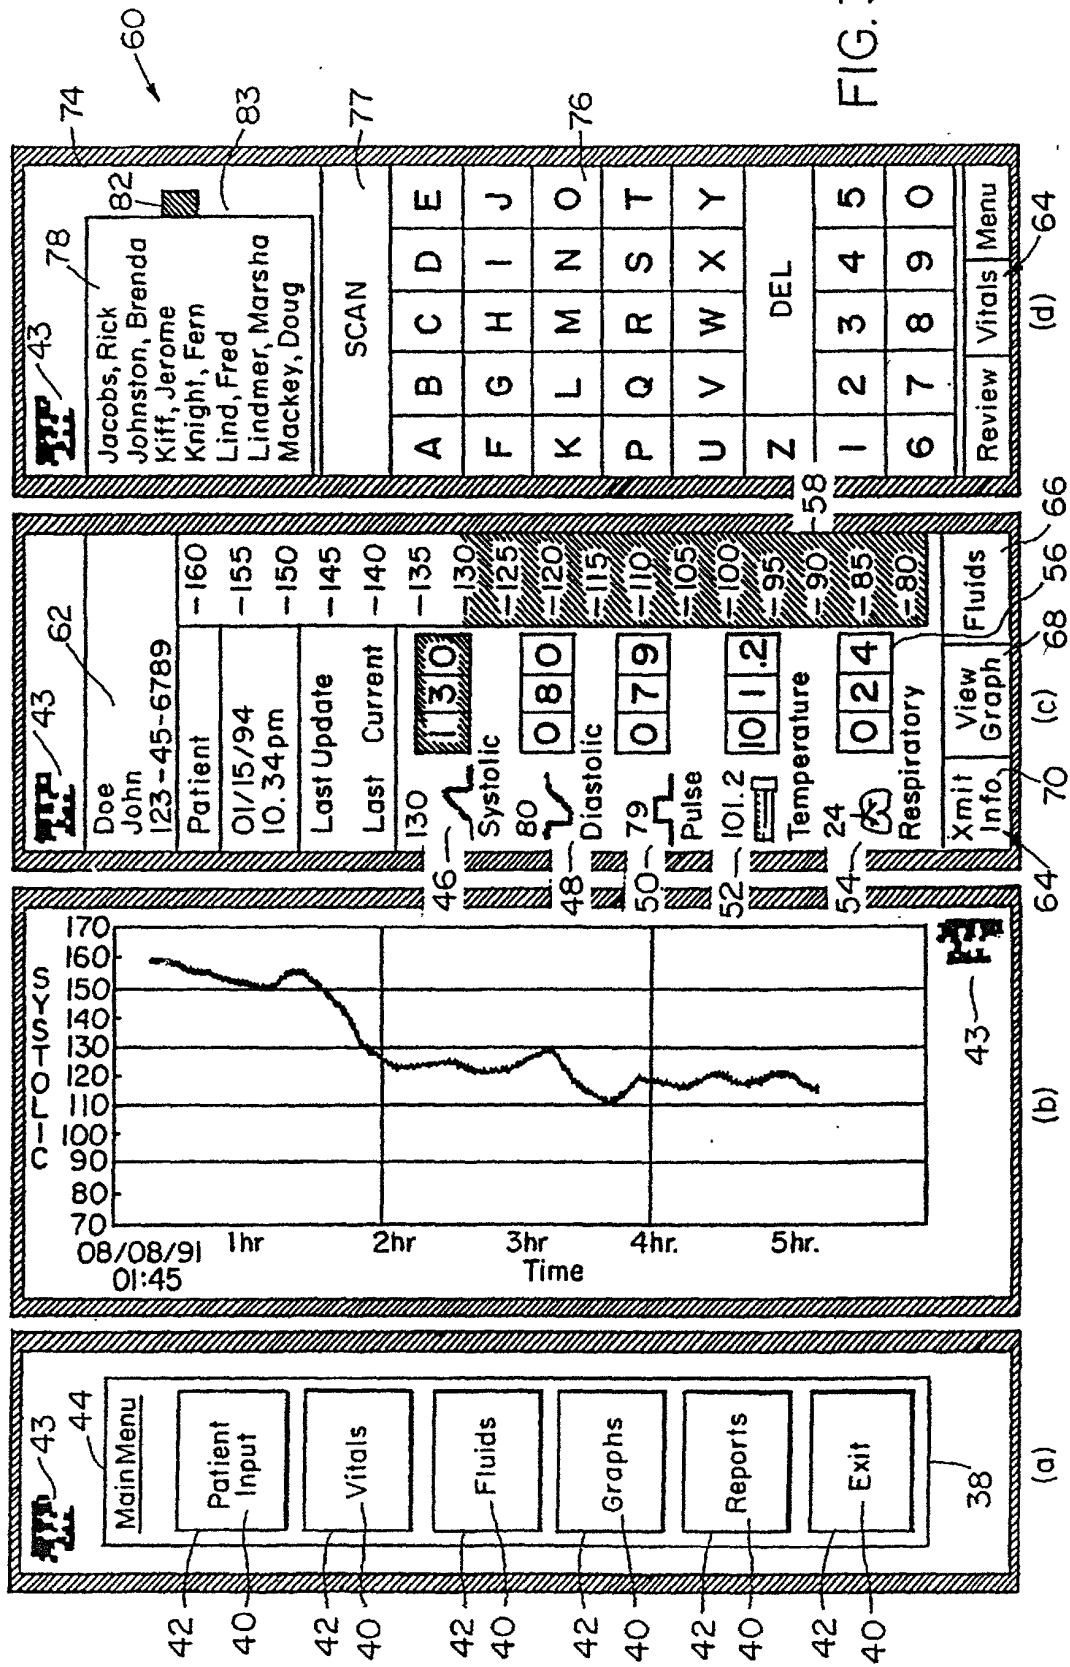 43
44
Main Menu
42
40
Patient
Input
42
40
Vitals
42
40
Fluids
42
40
Graphs
42
40
Reports
42
40
Exit
38
(a)
SYSTOLIC
170
160
150
140
130
120
110
100
90
80
70
1hr
2hr
3hr
4hr.
5hr.
08/08/91
01:45
Time
43
(b)
43
62
Doe
John
123-45-6789
Patient
01/15/94
10.34pm
Last Update
Last Current
-160
-155
-150
-145
-140
-135
-130
-125
-120
-115
-110
-105
-100
-95
-90
-85
-80
46
130
130
Systolic
48
80
080
Diastolic
50
79
079
Pulse
52
101.2
101.2
Temperature
54
24
024
Respiratory
58
56
Xmit
Info.
View
Graph
Fluids
64
70
68
66
(c)
60
43
78
74
82
83
Jacobs, Rick
Johnston, Brenda
Kiff, Jerome
Knight, Fern
Lind, Fred
Lindmer, Marsha
Mackey, Doug
SCAN
77
A B C D E
F G H I J
K L M N O
76
P Q R S T
U V W X Y
Z DEL
1 2 3 4 5
6 7 8 9 0
Review Vitals Menu
64
(d)
FIG.